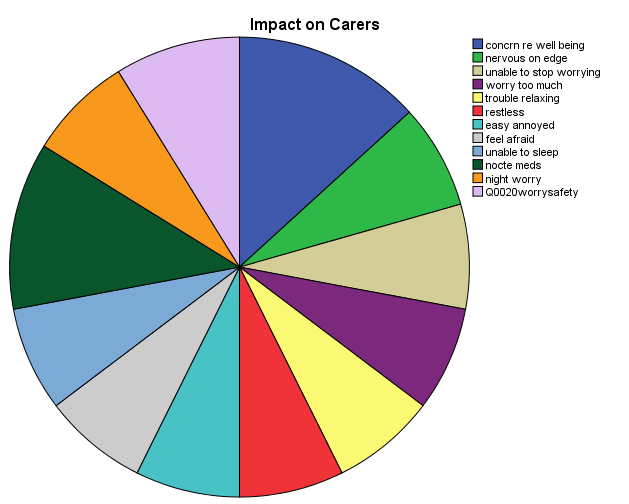 Impact on Carers
concrn re well being
nervous on edge
unable to stop worrying
worry too much
trouble relaxing
restless
easy annoyed
feel afraid
unable to sleep
nocte meds
night worry
Q0020worrysafety